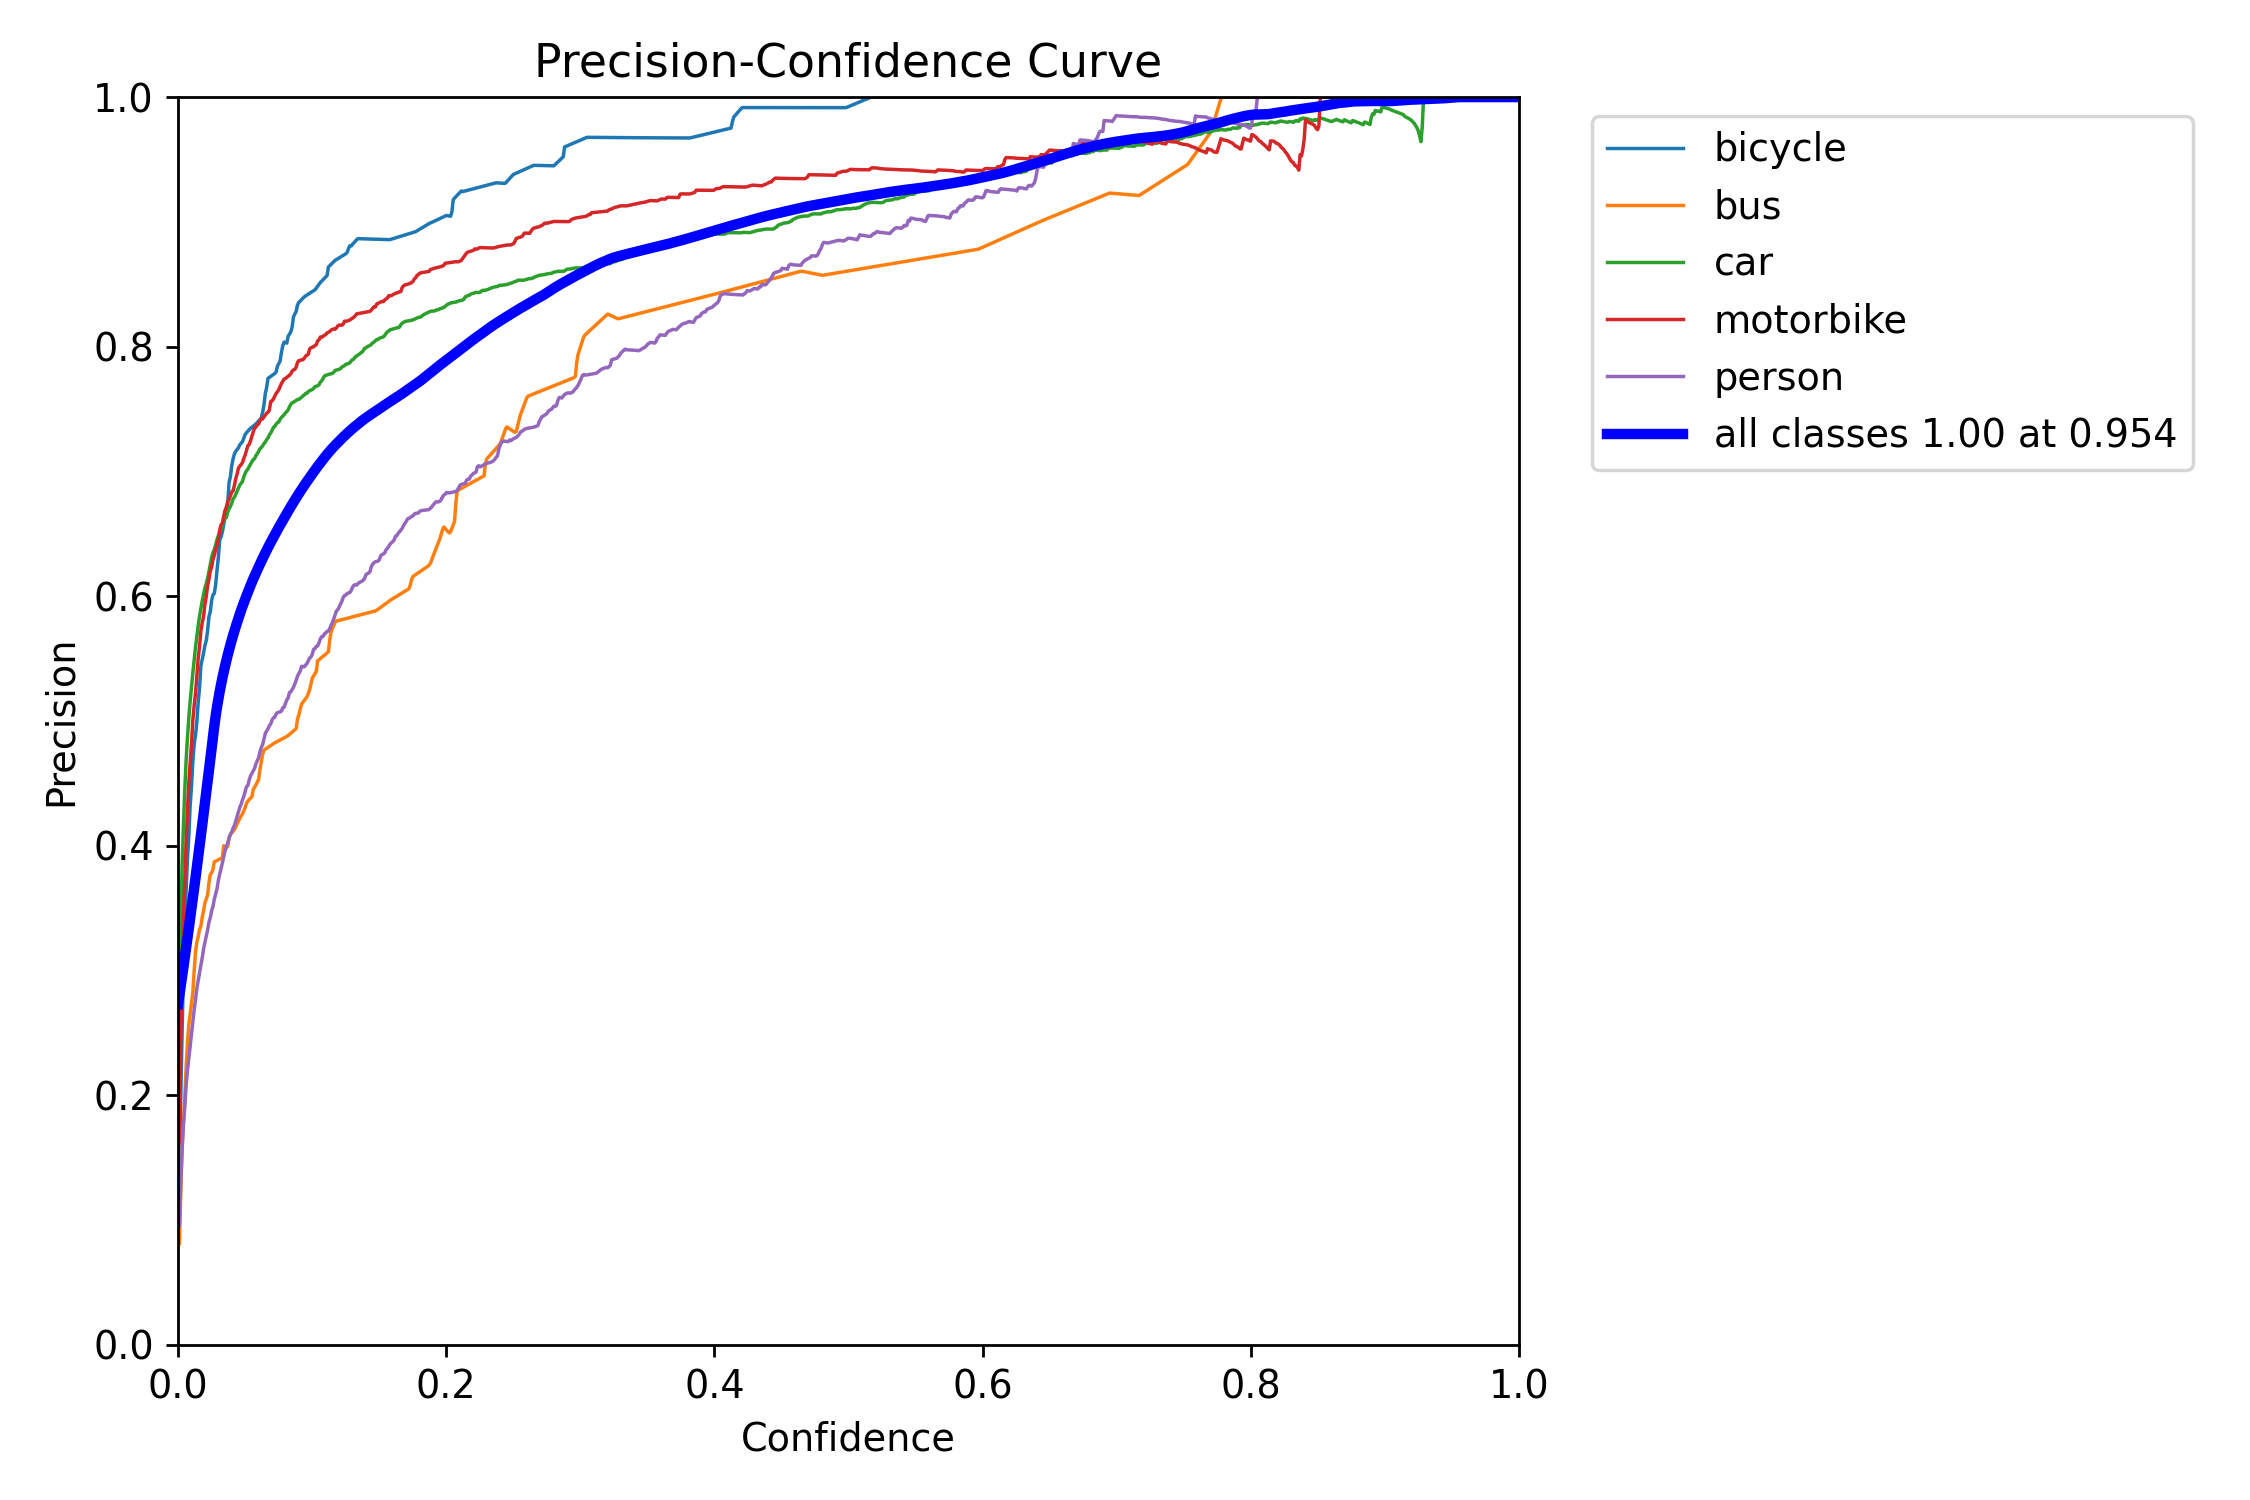 Precision-Confidence Curve
1.0
0.8
0.6
0.4
0.2
0.0
Precision
0.0 0.2 0.4 0.6 0.8 1.0
Confidence
bicycle
bus
car
motorbike
person
all classes 1.00 at 0.954